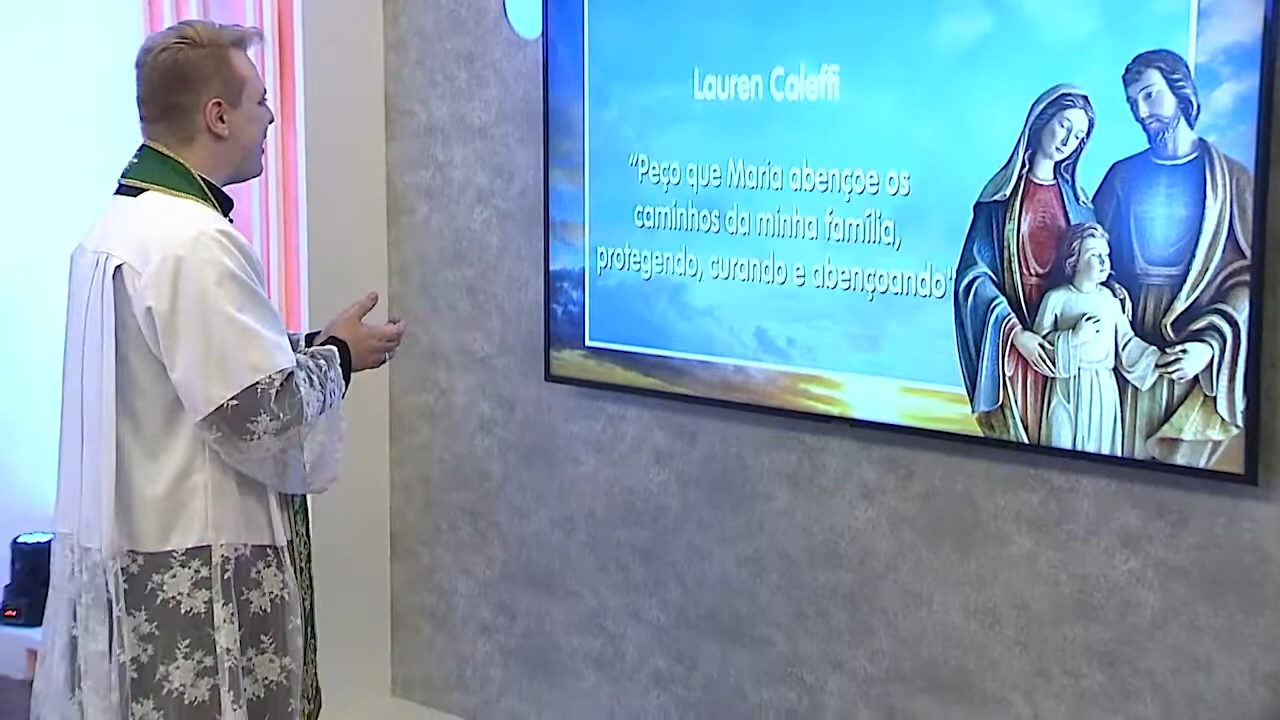 Lauren Caleffi
“Peço que Maria abençoe os
caminhos da minha família,
protegendo, curando e abençoando”